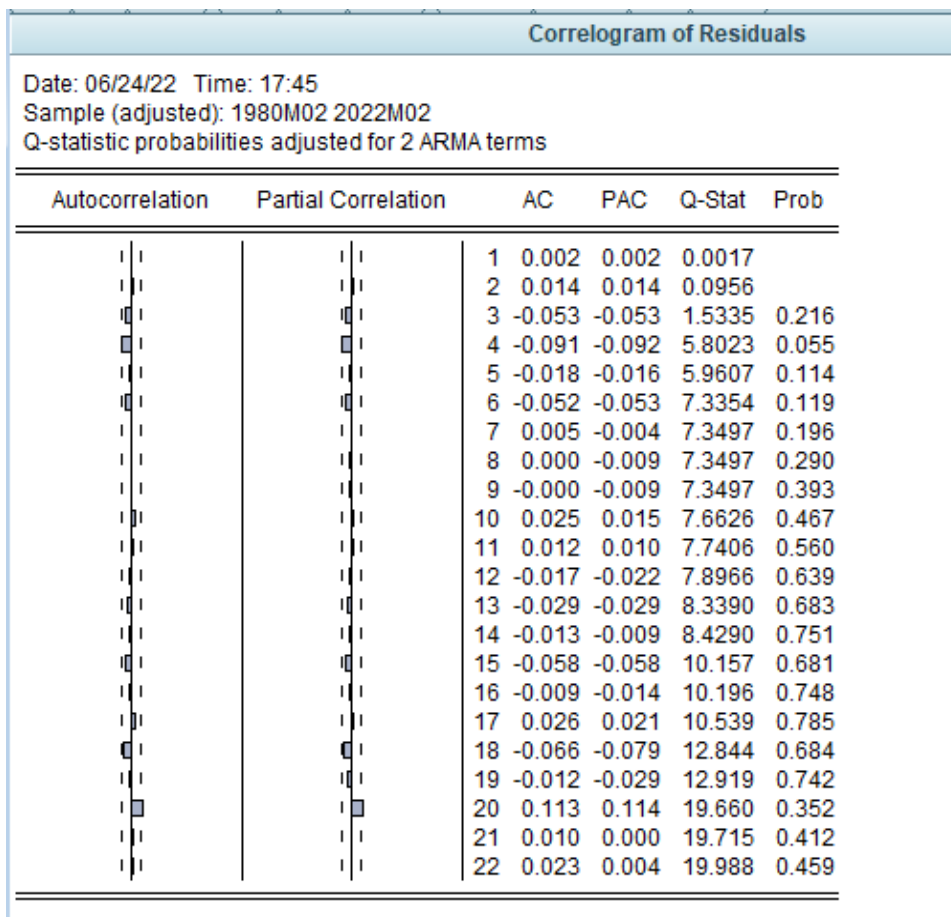 Correlogram of Residuals
Date: 06/24/22 Time: 17:45
Sample (adjusted): 1980M02 2022M02
Q-statistic probabilities adjusted for 2 ARMA terms
Autocorrelation Partial Correlation AC PAC Q-Stat Prob
1 0.002 0.002 0.0017
2 0.014 0.014 0.0956
3 -0.053 -0.053 1.5335 0.216
4 -0.091 -0.092 5.8023 0.055
5 -0.018 -0.016 5.9607 0.114
6 -0.052 -0.053 7.3354 0.119
7 0.005 -0.004 7.3497 0.196
8 0.000 -0.009 7.3497 0.290
9 -0.000 -0.009 7.3497 0.393
10 0.025 0.015 7.6626 0.467
11 0.012 0.010 7.7406 0.560
12 -0.017 -0.022 7.8966 0.639
13 -0.029 -0.029 8.3390 0.683
14 -0.013 -0.009 8.4290 0.751
15 -0.058 -0.058 10.157 0.681
16 -0.009 -0.014 10.196 0.748
17 0.026 0.021 10.539 0.785
18 -0.066 -0.079 12.844 0.684
19 -0.012 -0.029 12.919 0.742
20 0.113 0.114 19.660 0.352
21 0.010 0.000 19.715 0.412
22 0.023 0.004 19.988 0.459